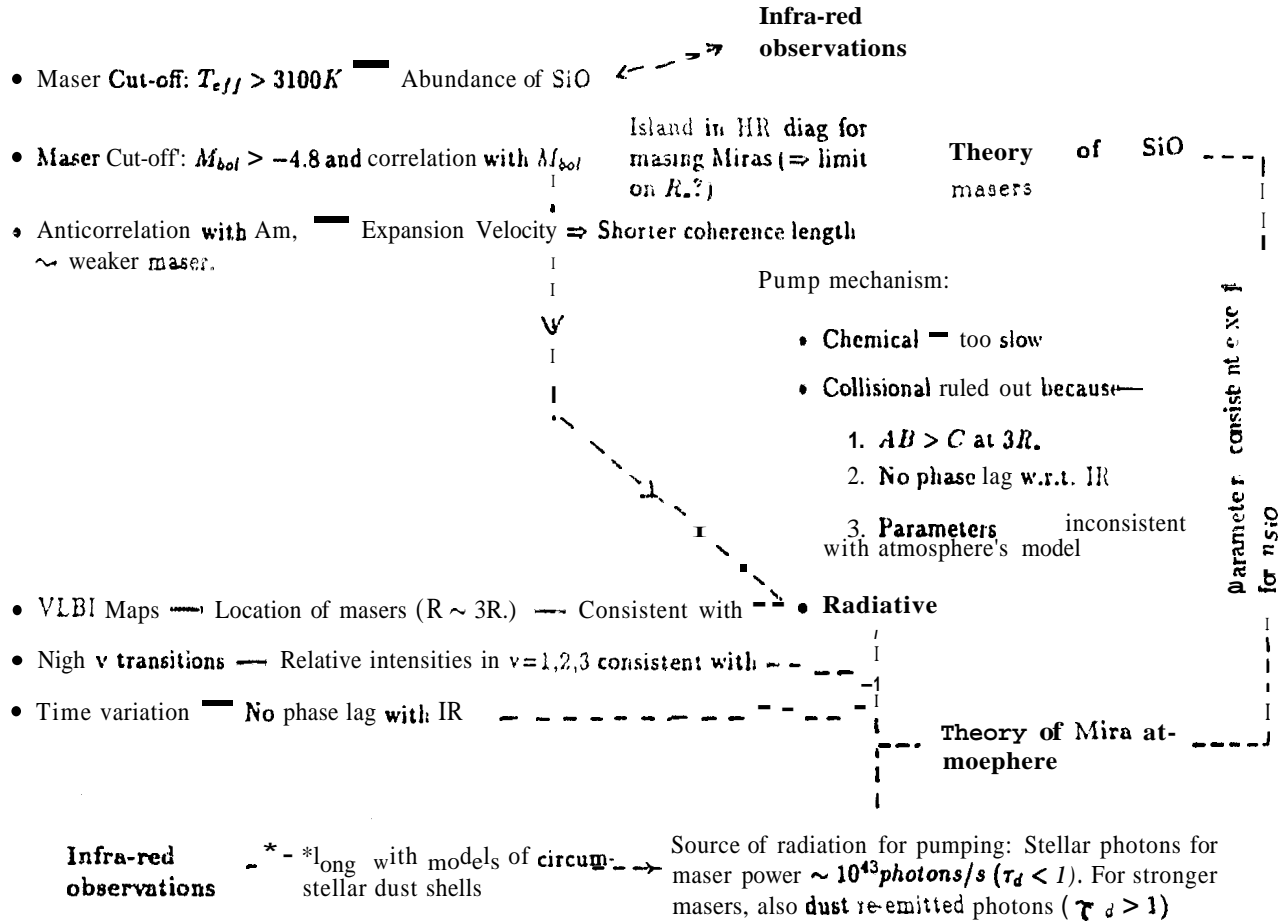 Infra-red
observations
• Maser Cut-off: T_eff > 3100K — Abundance of SiO
Island in HR diag for
masing Miras (⇒ limit
on R_*?)
• Maser Cut-off: M_bol > −4.8 and correlation with M_bol
Theory of SiO
masers
• Anticorrelation with Am, — Expansion Velocity ⇒ Shorter coherence length
~ weaker maser.
Pump mechanism:
• Chemical — too slow
• Collisional ruled out because—
1. AB > C at 3R_*
2. No phase lag w.r.t. IR
3. Parameters inconsistent
with atmosphere's model
for n_SiO
• VLBI Maps — Location of masers (R ~ 3R.) — Consistent with
• Radiative
• Nigh v transitions — Relative intensities in v=1,2,3 consistent with
• Time variation — No phase lag with IR
Theory of Mira at-
moephere
Infra-red
observations
*long with models of circum-
stellar dust shells
Source of radiation for pumping: Stellar photons for
maser power ~ 10^43 photons/s (τ_d < 1). For stronger
masers, also dust re-emitted photons (τ_d > 1)